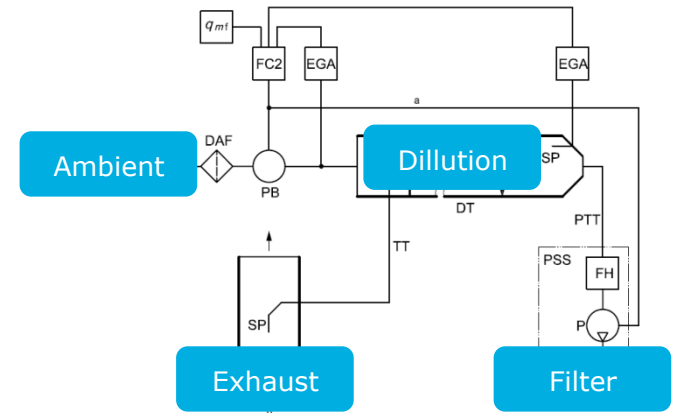 qmf
FC2
EGA
EGA
a
DAF
Ambient
Dillution
SP
PB
DT
PTT
TT
PSS
FH
SP
P
Exhaust
Filter